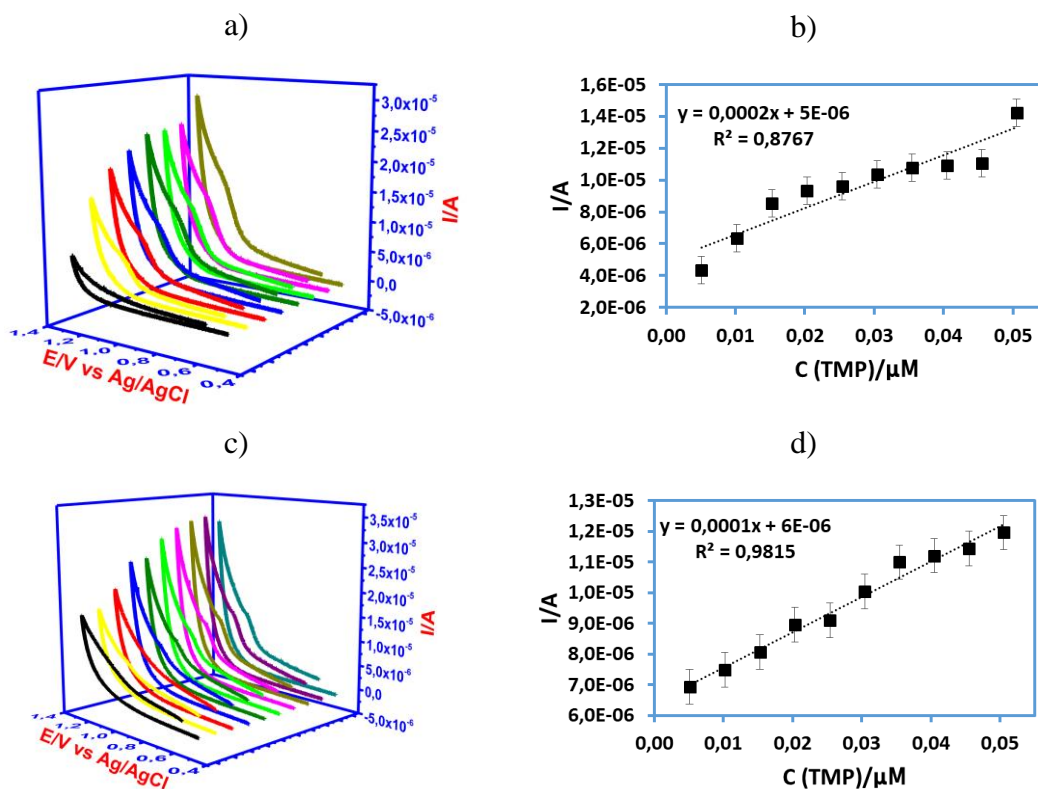 a)
3,0x10⁻⁵
2,5x10⁻⁵
2,0x10⁻⁵
1,5x10⁻⁵
1,0x10⁻⁵
5,0x10⁻⁶
0,0
-5,0x10⁻⁶
I/A
1.4
1.2
1.0
0.8
0.6
0.4
E/V vs Ag/AgCl
b)
1,6E-05
1,4E-05
1,2E-05
1,0E-05
8,0E-06
6,0E-06
4,0E-06
2,0E-06
I/A
y = 0,0002x + 5E-06
R² = 0,8767
0,00 0,01 0,02 0,03 0,04 0,05
C (TMP)/µM
c)
3,5x10⁻⁵
3,0x10⁻⁵
2,5x10⁻⁵
2,0x10⁻⁵
1,5x10⁻⁵
1,0x10⁻⁵
5,0x10⁻⁶
0,0
-5,0x10⁻⁶
I/A
1.4
1.2
1.0
0.8
0.6
0.4
E/V vs Ag/AgCl
d)
1,3E-05
1,2E-05
1,1E-05
1,0E-05
9,0E-06
8,0E-06
7,0E-06
6,0E-06
I/A
y = 0,0001x + 6E-06
R² = 0,9815
0,00 0,01 0,02 0,03 0,04 0,05
C (TMP)/µM